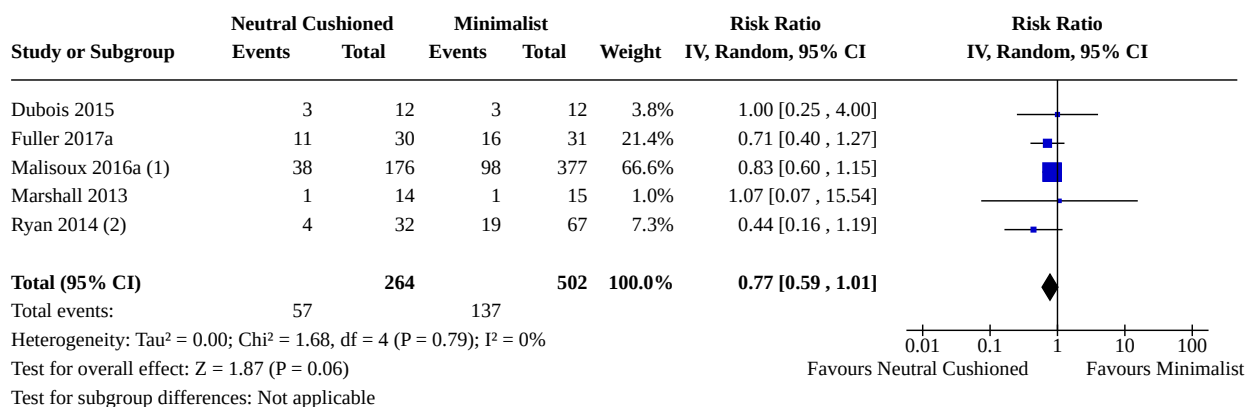 Neutral Cushioned Minimalist Risk Ratio Risk Ratio
Study or Subgroup Events Total Events Total Weight IV, Random, 95% CI IV, Random, 95% CI
Dubois 2015 3 12 3 12 3.8% 1.00 [0.25 , 4.00]
Fuller 2017a 11 30 16 31 21.4% 0.71 [0.40 , 1.27]
Malisoux 2016a (1) 38 176 98 377 66.6% 0.83 [0.60 , 1.15]
Marshall 2013 1 14 1 15 1.0% 1.07 [0.07 , 15.54]
Ryan 2014 (2) 4 32 19 67 7.3% 0.44 [0.16 , 1.19]
Total (95% CI) 264 502 100.0% 0.77 [0.59 , 1.01]
Total events: 57 137
Heterogeneity: Tau² = 0.00; Chi² = 1.68, df = 4 (P = 0.79); I² = 0%
0.01 0.1 1 10 100
Test for overall effect: Z = 1.87 (P = 0.06) Favours Neutral Cushioned Favours Minimalist
Test for subgroup differences: Not applicable